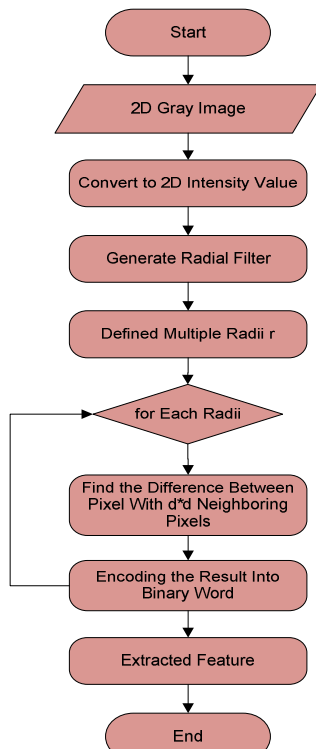 Start
2D Gray Image
Convert to 2D Intensity Value
Generate Radial Filter
Defined Multiple Radii r
for Each Radii
Find the Difference Between
Pixel With d*d Neighboring
Pixels
Encoding the Result Into
Binary Word
Extracted Feature
End